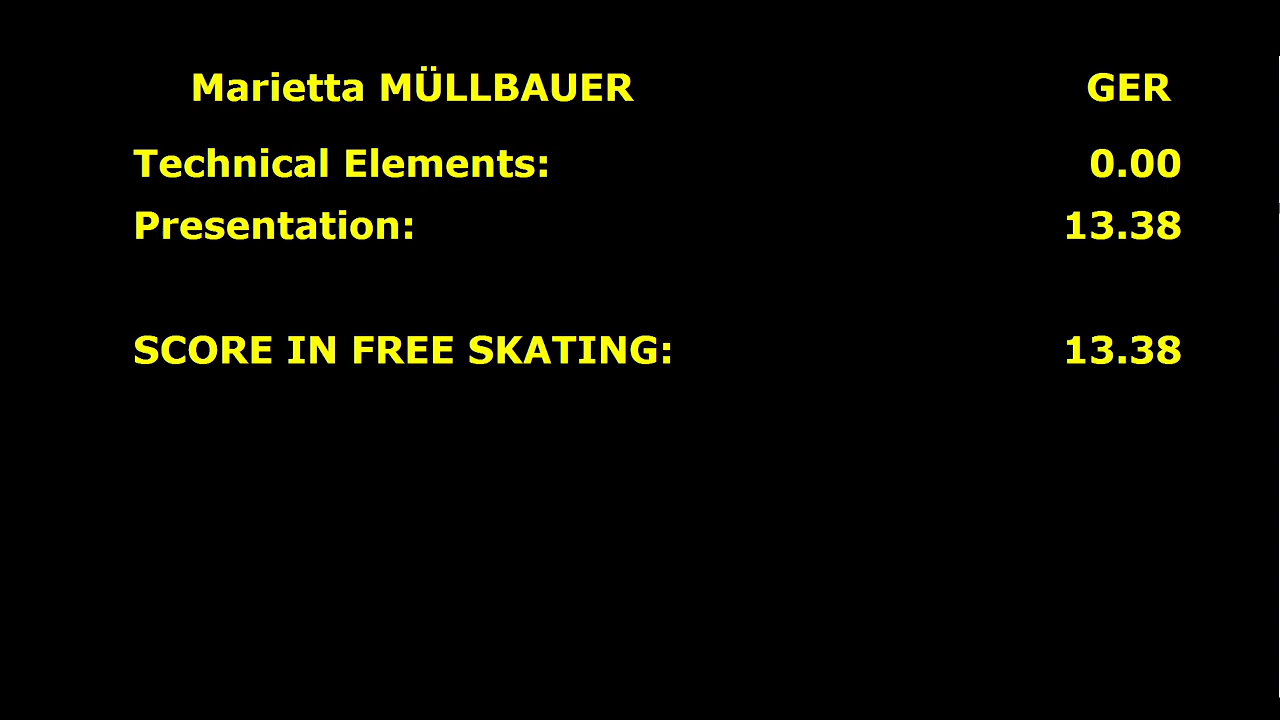 Marietta MÜLLBAUER GER
Technical Elements: 0.00
Presentation: 13.38
SCORE IN FREE SKATING: 13.38